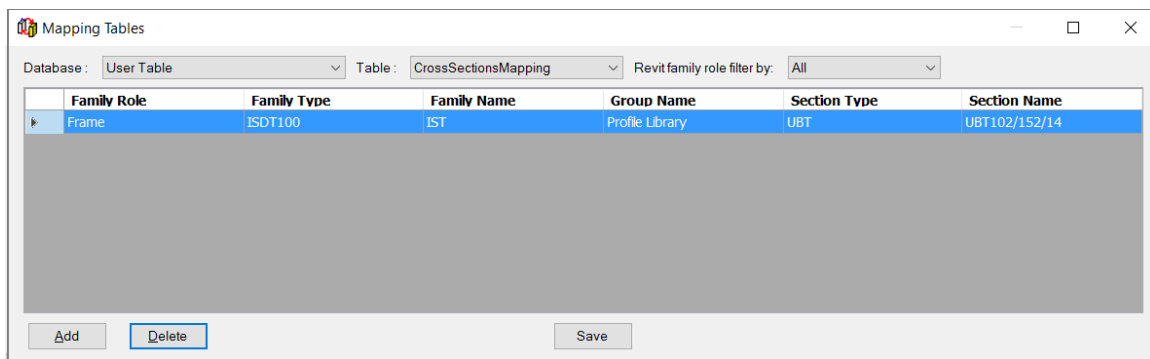 Mapping Tables
Database : User Table Table : CrossSectionsMapping Revit family role filter by: All
Family Role Family Type Family Name Group Name Section Type Section Name
Frame ISDT100 IST Profile Library UBT UBT102/152/14
Add Delete Save